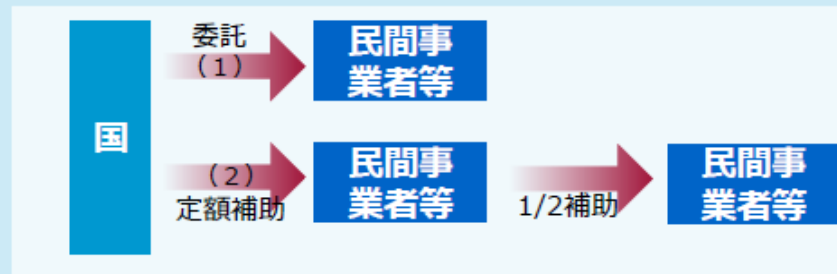 委託
（１）
民間事
業者等
国
（２）
定額補助
民間事
業者等
1/2補助
民間事
業者等